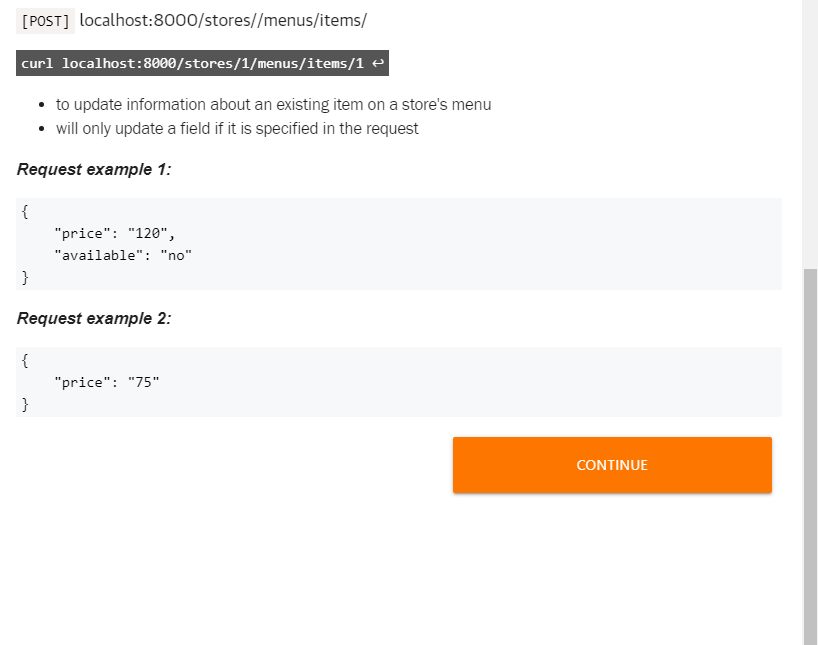 [POST] localhost:8000/stores//menus/items/
curl localhost:8000/stores/1/menus/items/1 ↩
• to update information about an existing item on a store's menu
• will only update a field if it is specified in the request
Request example 1:
{
    "price": "120",
    "available": "no"
}
Request example 2:
{
    "price": "75"
}
CONTINUE